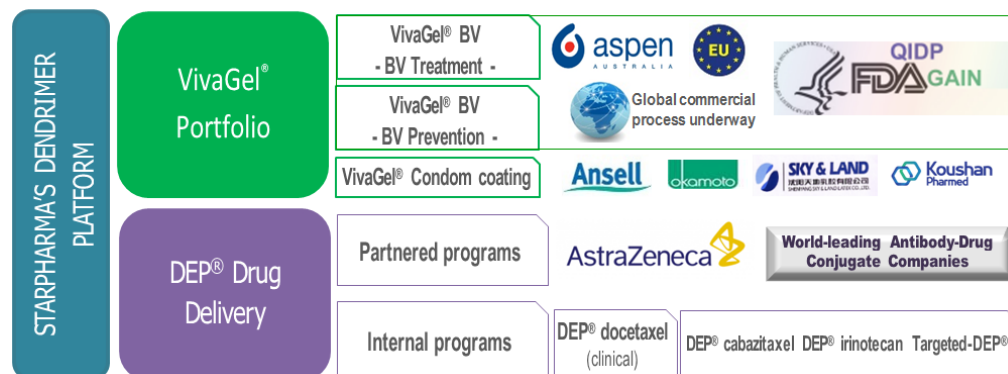 STARPHARMA'S DENDRIMER
PLATFORM
VivaGel®
Portfolio
VivaGel® BV
- BV Treatment -
VivaGel® BV
- BV Prevention -
aspen
AUSTRALIA
EU
Global commercial
process underway
QIDP
FDA GAIN
VivaGel® Condom coating
Ansell
okamoto
SKY & LAND
Koushan
Pharmed
DEP® Drug
Delivery
Partnered programs
AstraZeneca
World-leading Antibody-Drug
Conjugate Companies
Internal programs
DEP® docetaxel
(clinical)
DEP® cabazitaxel DEP® irinotecan Targeted-DEP®